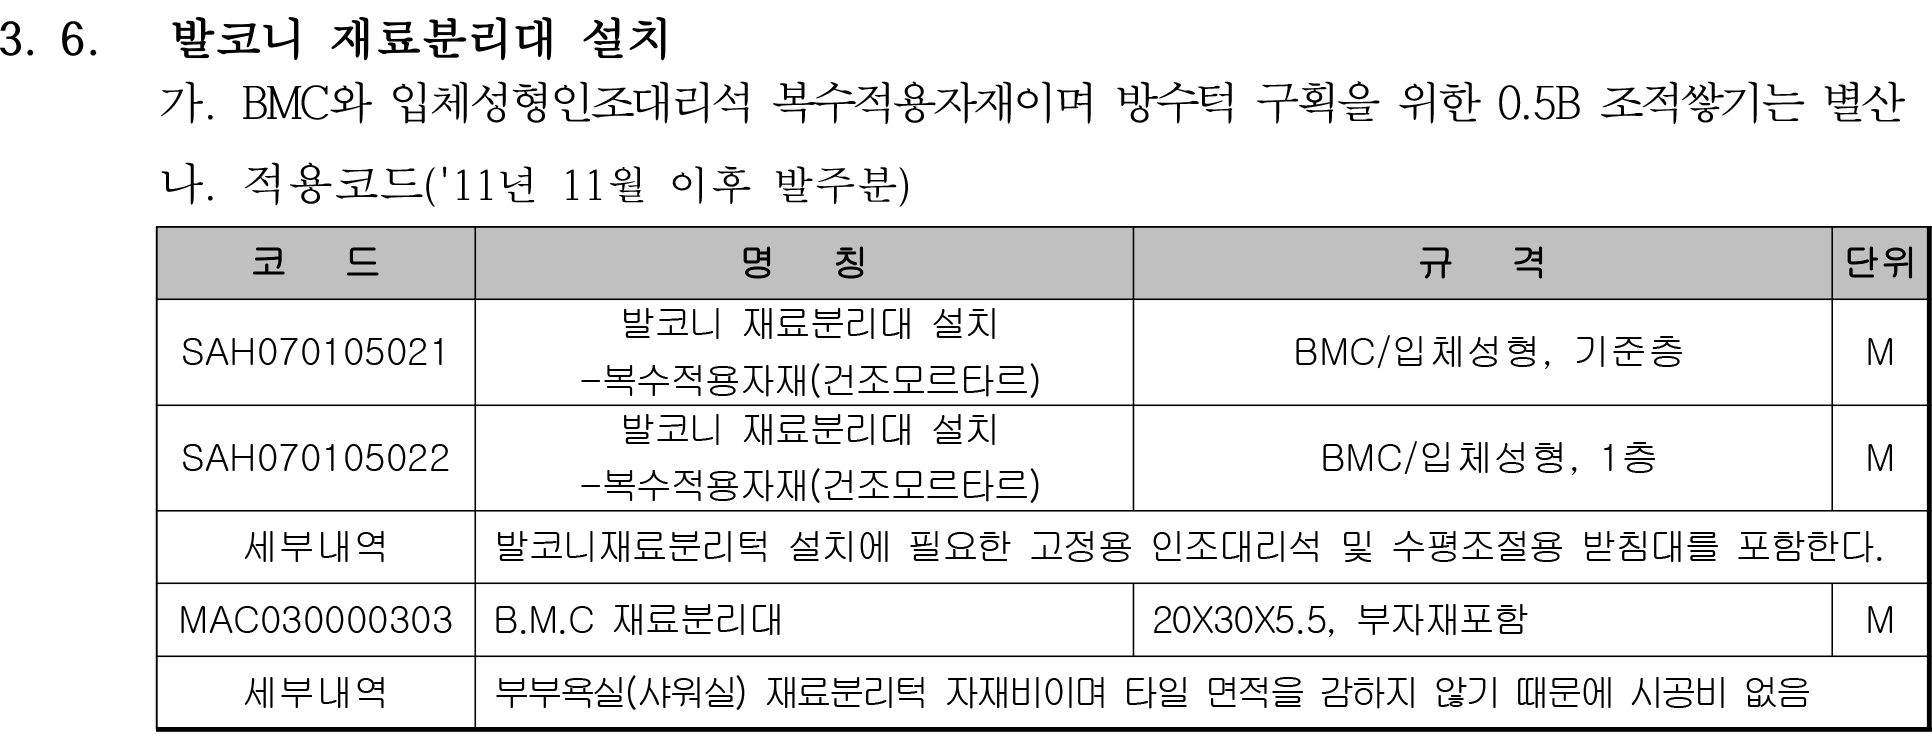 3. 6. 발코니 재료분리대 설치
가. BMC와 입체성형인조대리석 복수적용자재이며 방수턱 구획을 위한 0.5B 조적쌓기는 별산
나. 적용코드('11년 11월 이후 발주분)
코 드 명 칭 규 격 단위
SAH070105021 발코니 재료분리대 설치 BMC/입체성형, 기준층 M
-복수적용자재(건조모르타르)
SAH070105022 발코니 재료분리대 설치 BMC/입체성형, 1층 M
-복수적용자재(건조모르타르)
세부내역 발코니재료분리턱 설치에 필요한 고정용 인조대리석 및 수평조절용 받침대를 포함한다.
MAC030000303 B.M.C 재료분리대 20X30X5.5, 부자재포함 M
세부내역 부부욕실(샤워실) 재료분리턱 자재비이며 타일 면적을 감하지 않기 때문에 시공비 없음